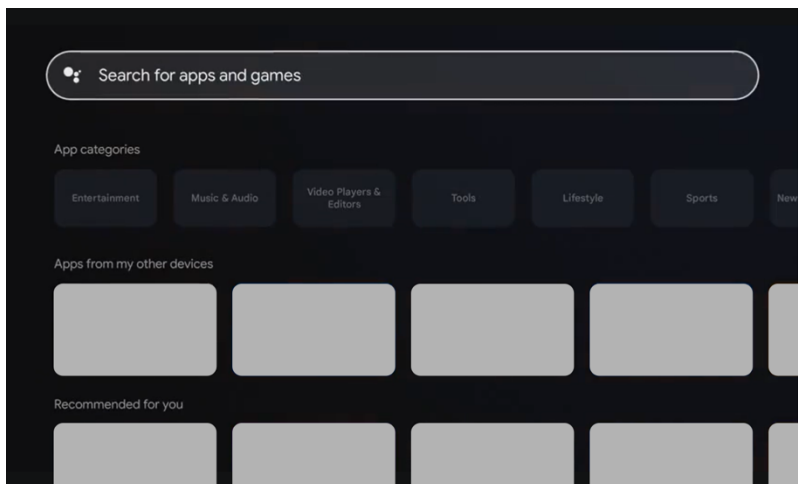 Search for apps and games
App categories
Entertainment
Music & Audio
Video Players &
Editors
Tools
Lifestyle
Sports
New
Apps from my other devices
Recommended for you